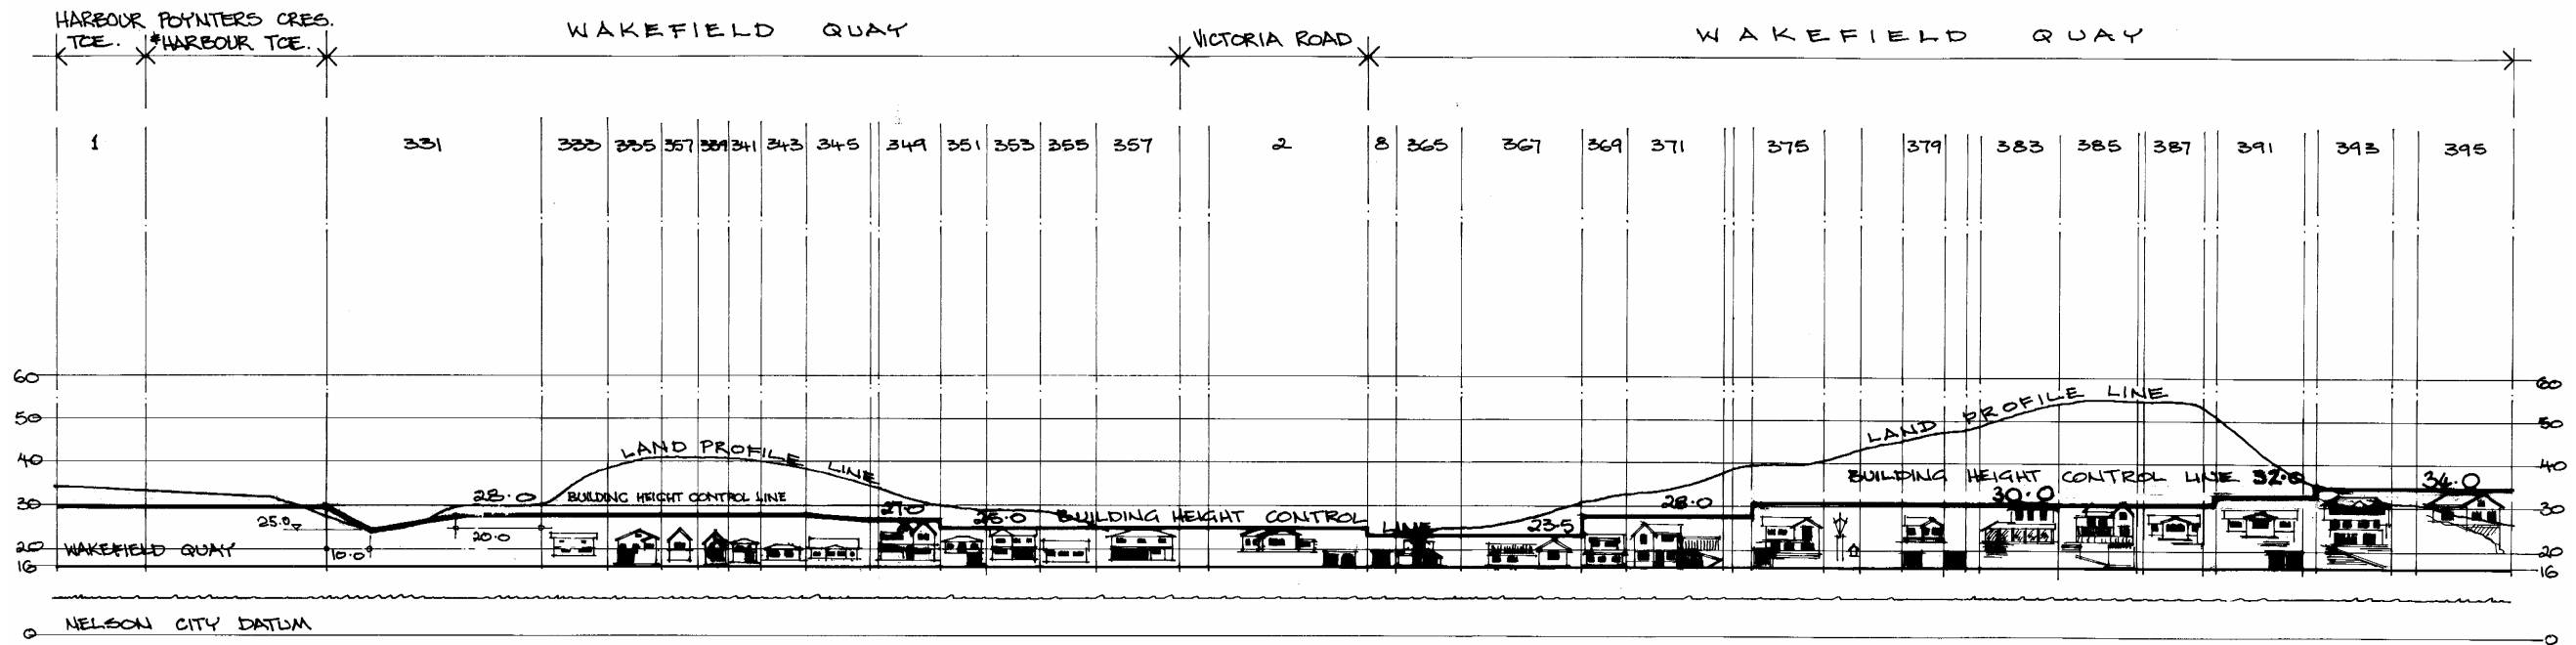 HARBOUR TCE.
POYNTERS CRES.
*HARBOUR TCE.
WAKEFIELD QUAY
VICTORIA ROAD
WAKEFIELD QUAY
1 331 333 335 357 339 341 343 345 349 351 353 355 357 2 8 365 367 369 371 375 379 383 385 387 391 393 395
60 60
50 50
40 40
30 30
20 20
16 16
0 0
LAND PROFILE LINE
LAND PROFILE LINE
28.0
BUILDING HEIGHT CONTROL LINE
25.0
20.0
10.0
27.0
25.0
BUILDING HEIGHT CONTROL LINE
23.5
28.0
BUILDING HEIGHT CONTROL LINE
30.0
32.0
34.0
WAKEFIELD QUAY
NELSON CITY DATUM